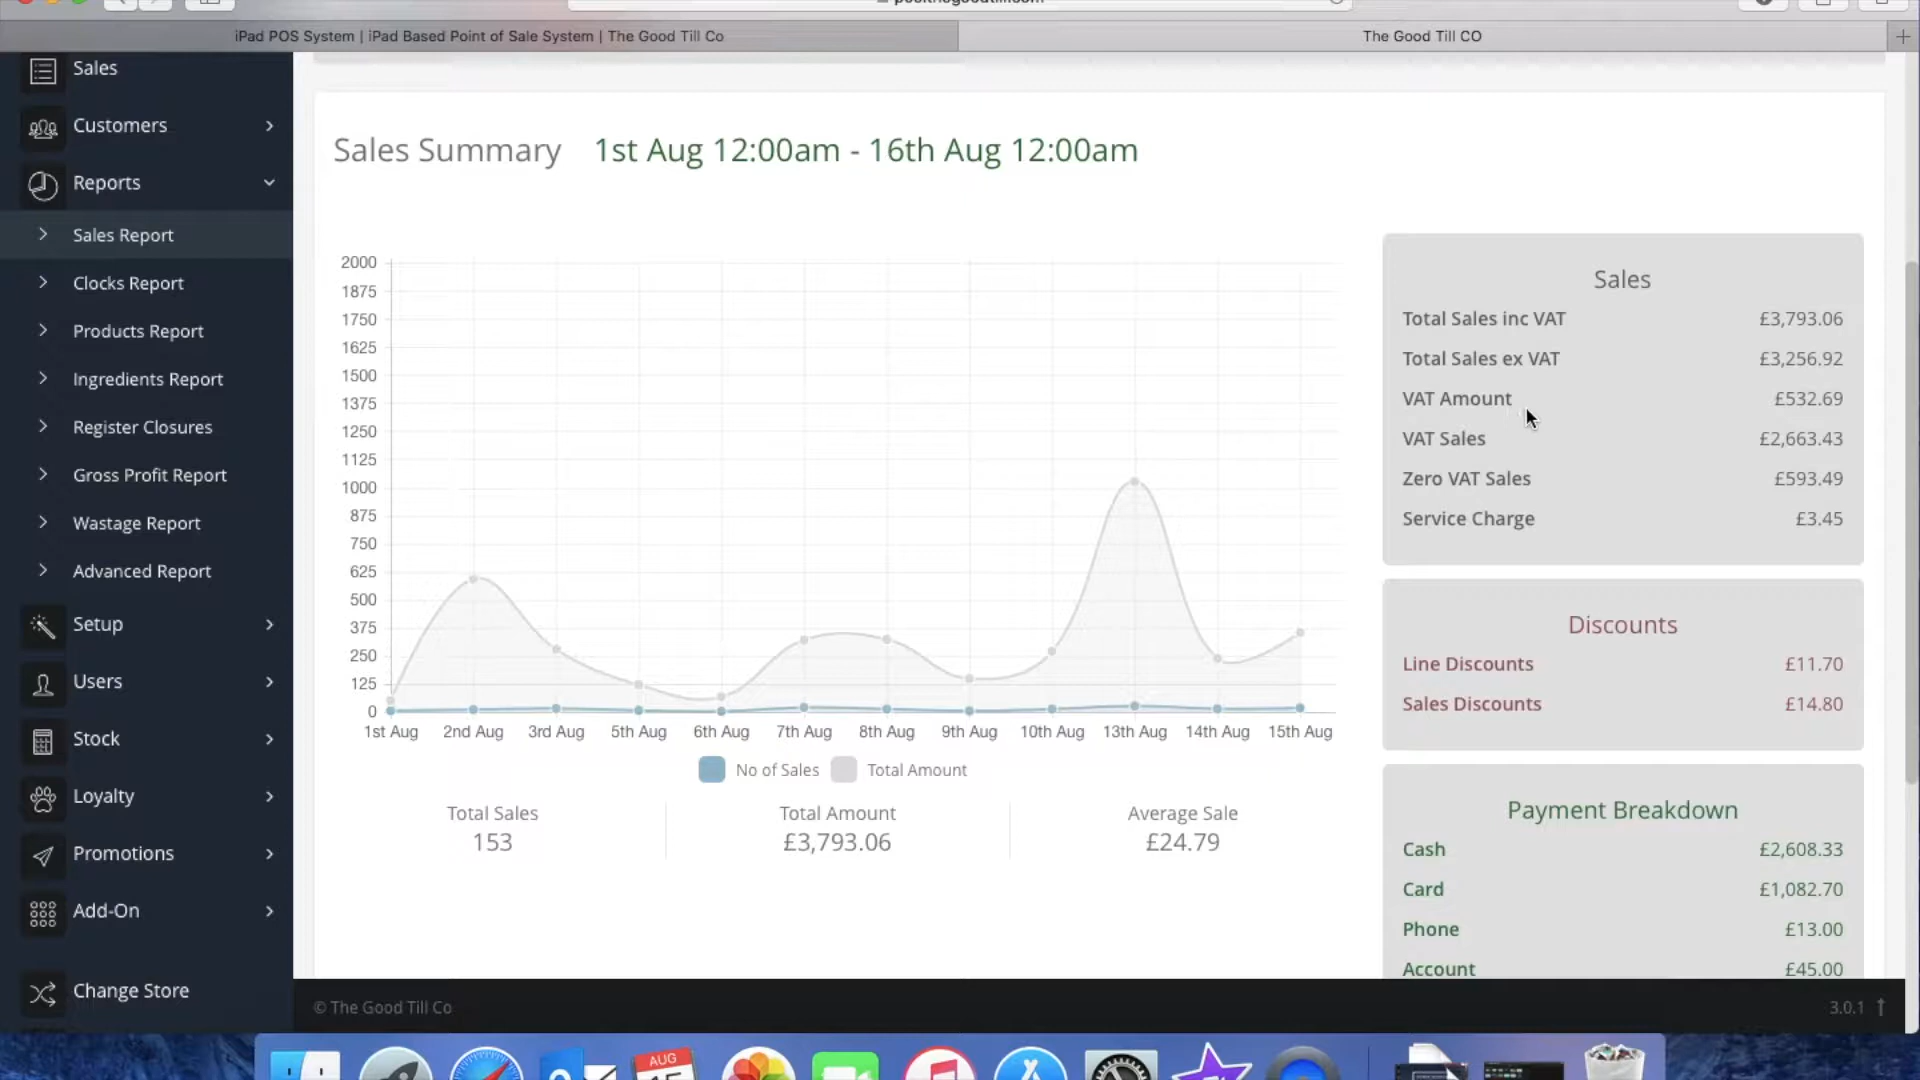 iPad POS System | iPad Based Point of Sale System | The Good Till Co
The Good Till CO
Sales
Customers
Reports
Sales Report
Clocks Report
Products Report
Ingredients Report
Register Closures
Gross Profit Report
Wastage Report
Advanced Report
Setup
Users
Stock
Loyalty
Promotions
Add-On
Change Store
Sales Summary 1st Aug 12:00am - 16th Aug 12:00am
2000
1875
1750
1625
1500
1375
1250
1125
1000
875
750
625
500
375
250
125
0
1st Aug 2nd Aug 3rd Aug 5th Aug 6th Aug 7th Aug 8th Aug 9th Aug 10th Aug 13th Aug 14th Aug 15th Aug
No of Sales Total Amount
Total Sales Total Amount Average Sale
153 £3,793.06 £24.79
Sales
Total Sales inc VAT £3,793.06
Total Sales ex VAT £3,256.92
VAT Amount £532.69
VAT Sales £2,663.43
Zero VAT Sales £593.49
Service Charge £3.45
Discounts
Line Discounts £11.70
Sales Discounts £14.80
Payment Breakdown
Cash £2,608.33
Card £1,082.70
Phone £13.00
Account £45.00
© The Good Till Co 3.0.1
AUG